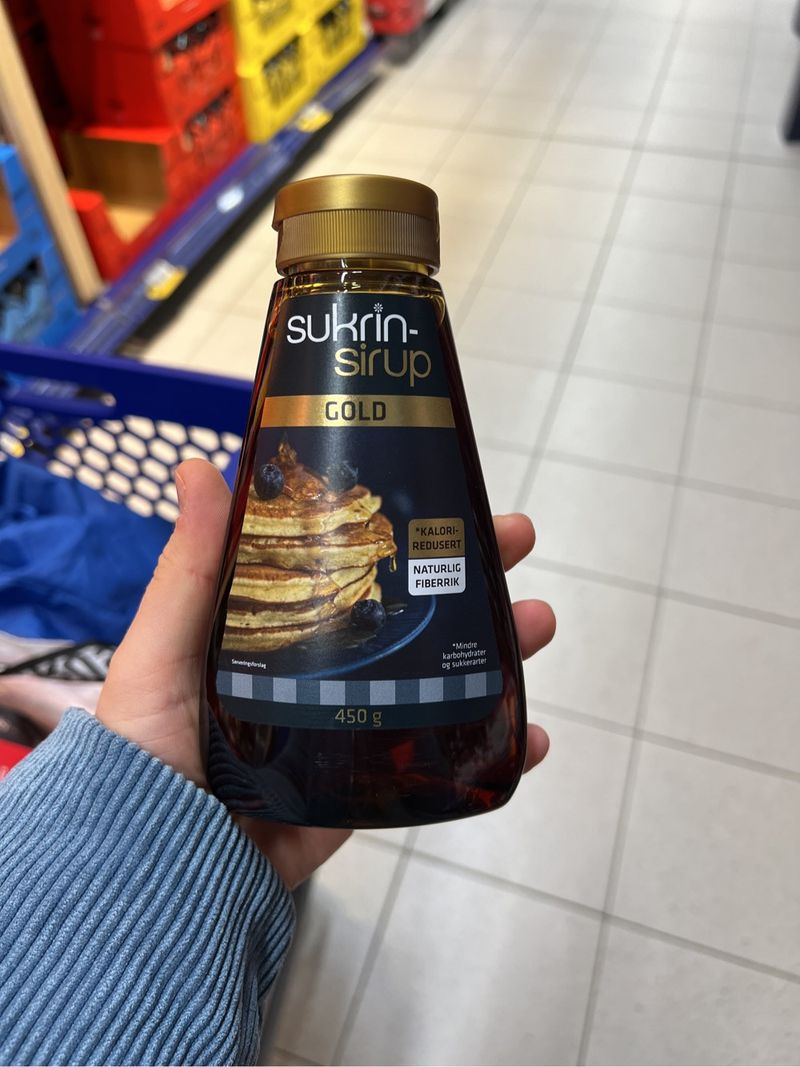 sukrin-
sirup
GOLD
*KALORI-
REDUSERT
NATURLIG
FIBERRIK
*Mindre
karbohydrater
og sukkerarter
Serveringsforslag
450 g